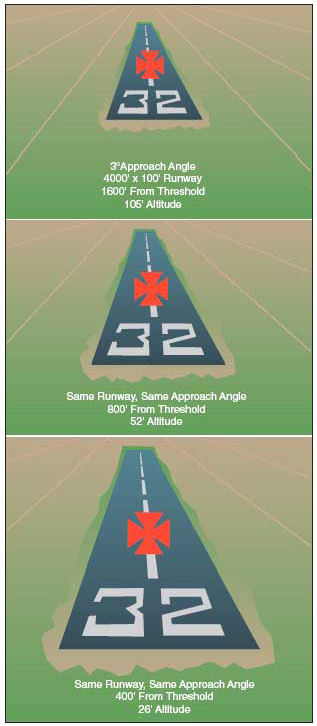 32
3°Approach Angle
4000' x 100' Runway
1600' From Threshold
105' Altitude
32
Same Runway, Same Approach Angle
800' From Threshold
52' Altitude
32
Same Runway, Same Approach Angle
400' From Threshold
26' Altitude